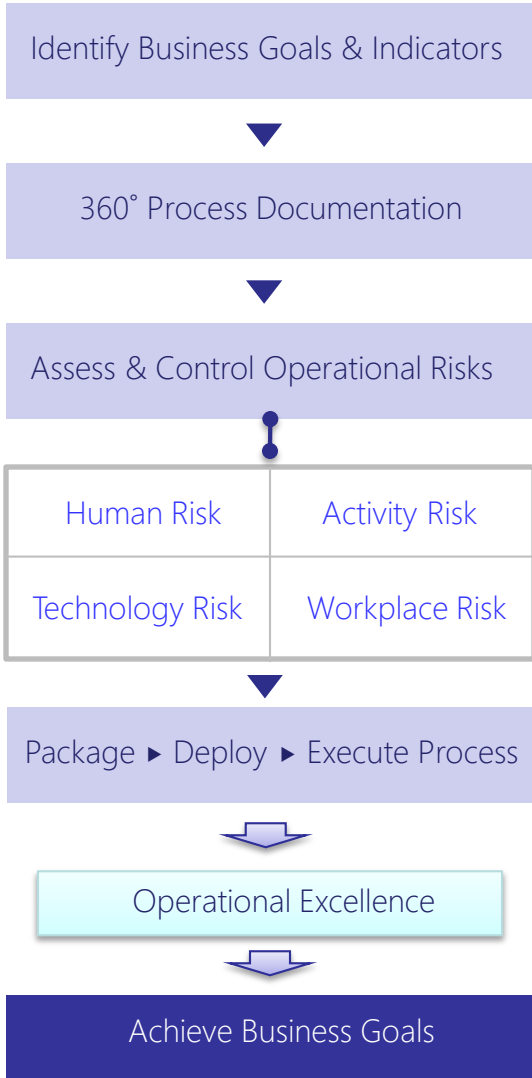 Identify Business Goals & Indicators
360° Process Documentation
Assess & Control Operational Risks
Human Risk
Activity Risk
Technology Risk
Workplace Risk
Package ▸ Deploy ▸ Execute Process
Operational Excellence
Achieve Business Goals